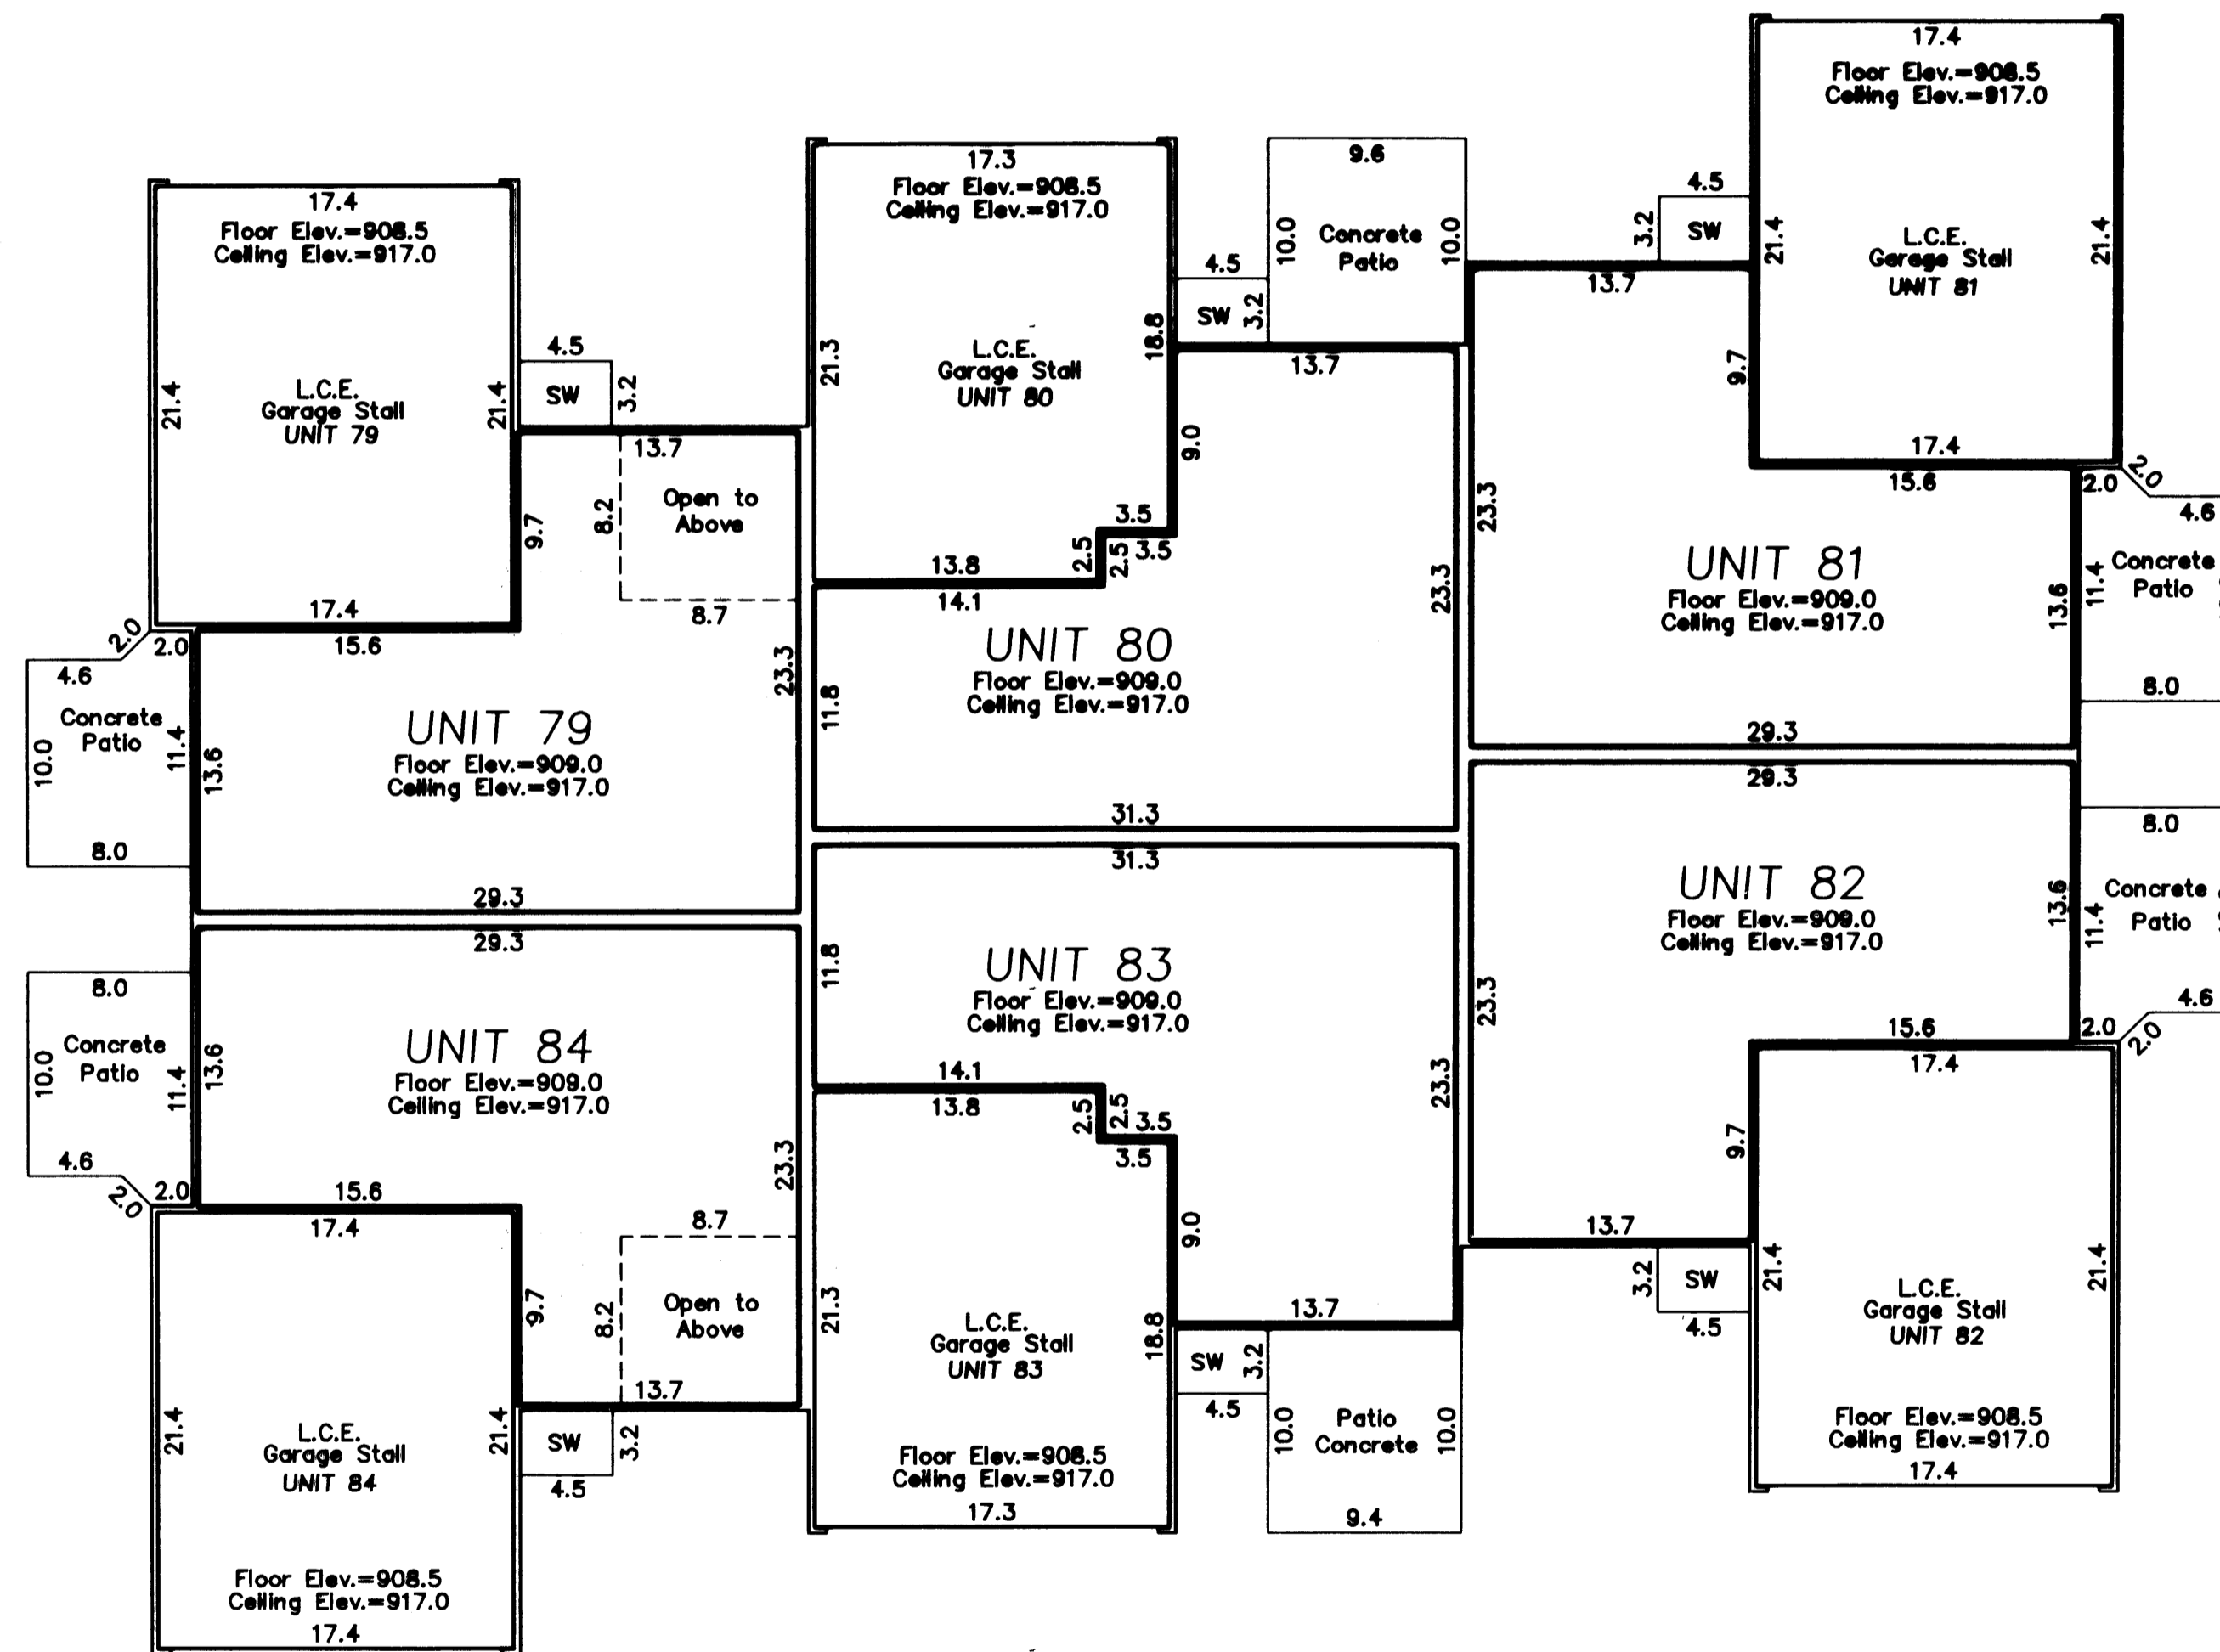 17.4
Floor Elev.=908.5
Ceiling Elev.=917.0
L.C.E.
Garage Stall
UNIT 79
21.4
21.4
17.4
4.5
SW
3.2
13.7
8.2
Open to
Above
8.7
9.7
15.6
2.0
2.0
4.6
Concrete
Patio
10.0
11.4
8.0
13.6
UNIT 79
Floor Elev.=909.0
Ceiling Elev.=917.0
23.3
29.3
17.3
Floor Elev.=908.5
Ceiling Elev.=917.0
L.C.E.
Garage Stall
UNIT 80
21.3
18.8
3.5
2.5
13.8
4.5
SW
3.2
9.6
10.0
Concrete
Patio
10.0
13.7
9.0
2.5
3.5
14.1
UNIT 80
Floor Elev.=909.0
Ceiling Elev.=917.0
11.8
23.3
31.3
17.4
Floor Elev.=908.5
Ceiling Elev.=917.0
L.C.E.
Garage Stall
UNIT 81
21.4
21.4
17.4
4.5
3.2
SW
13.7
9.7
15.6
2.0
2.0
4.6
Concrete
Patio
11.4
8.0
13.6
23.3
UNIT 81
Floor Elev.=909.0
Ceiling Elev.=917.0
29.3
29.3
UNIT 82
Floor Elev.=909.0
Ceiling Elev.=917.0
23.3
13.6
8.0
Concrete
Patio
11.4
4.6
2.0
2.0
15.6
9.7
13.7
3.2
SW
4.5
17.4
21.4
21.4
L.C.E.
Garage Stall
UNIT 82
Floor Elev.=908.5
Ceiling Elev.=917.0
17.4
31.3
11.8
UNIT 83
Floor Elev.=909.0
Ceiling Elev.=917.0
23.3
14.1
2.5
3.5
9.0
13.7
13.8
2.5
3.5
21.3
18.8
L.C.E.
Garage Stall
UNIT 83
Floor Elev.=908.5
Ceiling Elev.=917.0
17.3
SW
3.2
4.5
10.0
Patio
Concrete
10.0
9.4
29.3
8.0
Concrete
Patio
10.0
11.4
4.6
2.0
2.0
13.6
UNIT 84
Floor Elev.=909.0
Ceiling Elev.=917.0
23.3
15.6
9.7
8.7
8.2
Open to
Above
13.7
SW
3.2
4.5
17.4
21.4
21.4
L.C.E.
Garage Stall
UNIT 84
Floor Elev.=908.5
Ceiling Elev.=917.0
17.4